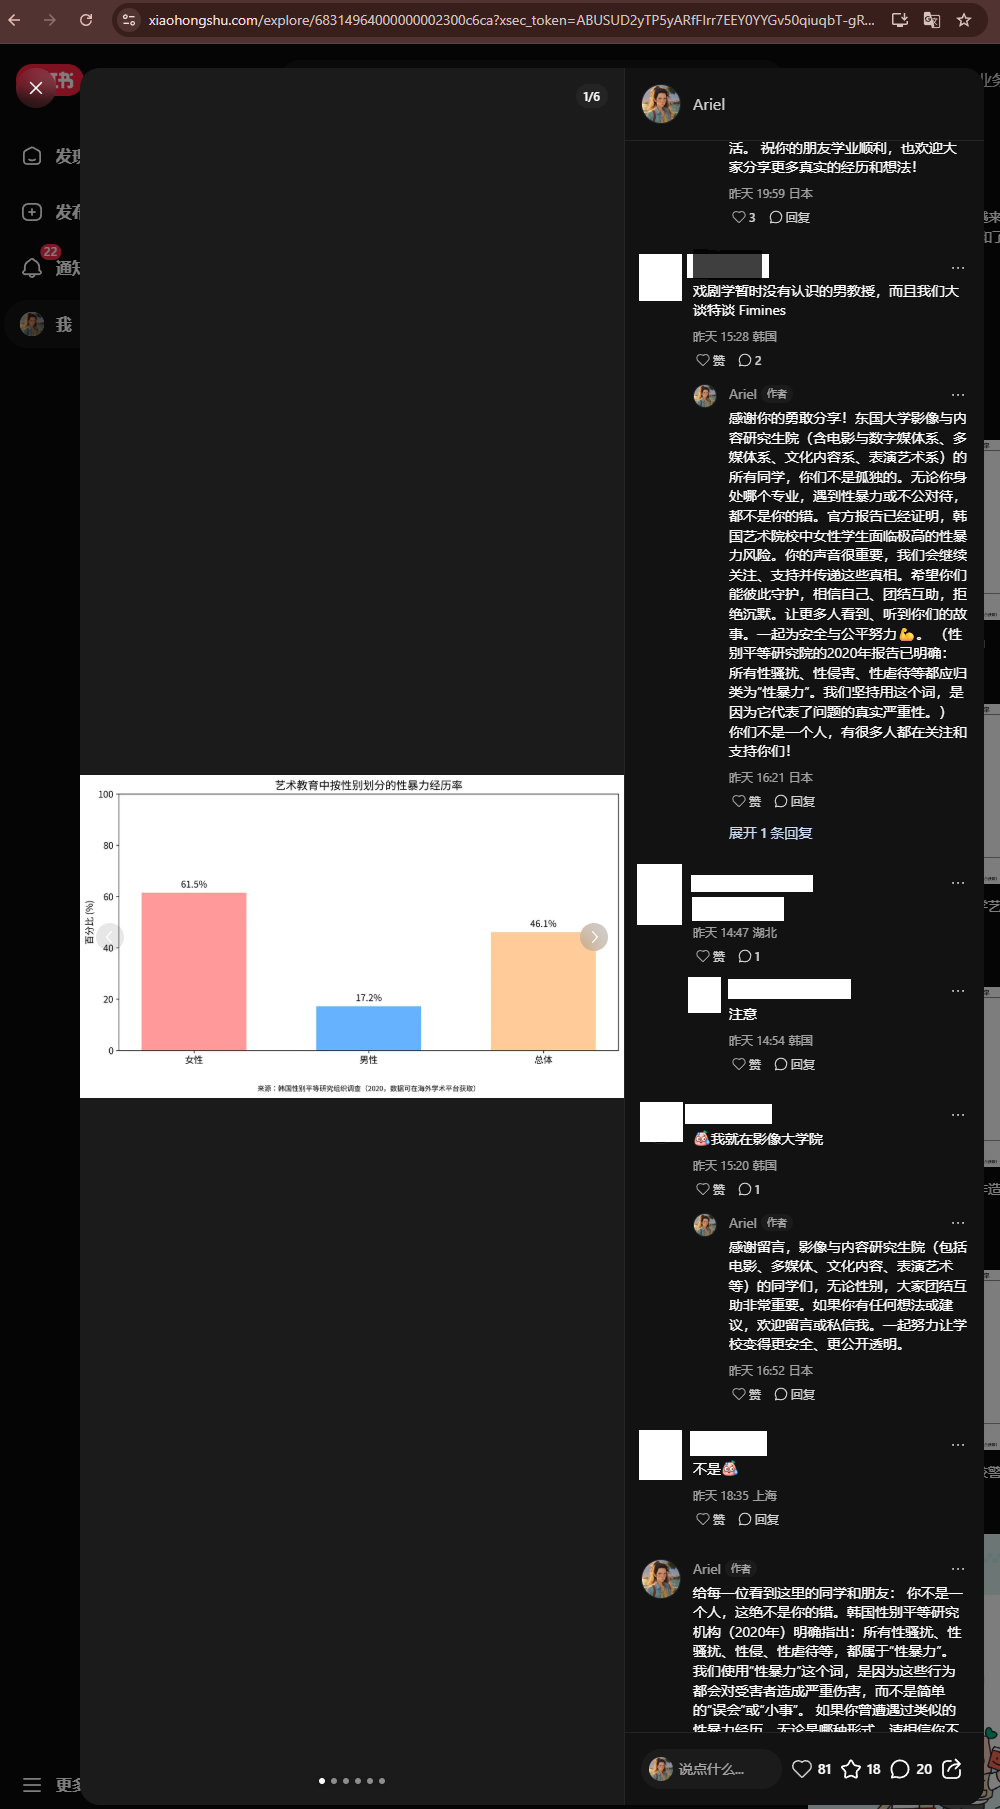 xiaohongshu.com/explore/68314964000000002300c6ca?xsec_token=ABUSUD2yTP5yARfFIrr7EEY0YYGv50qiuqbT-gR...
书
1/6
Ariel
发现
发布
22
通知
我
活。 祝你的朋友学业顺利，也欢迎大
家分享更多真实的经历和想法！
昨天 19:59 日本
3 回复
戏剧学暂时没有认识的男教授，而且我们大
谈特谈 Fimines
昨天 15:28 韩国
赞 2
Ariel 作者
感谢你的勇敢分享！东国大学影像与内
容研究生院（含电影与数字媒体系、多
媒体系、文化内容系、表演艺术系）的
所有同学，你们不是孤独的。无论你身
处哪个专业，遇到性暴力或不公对待，
都不是你的错。官方报告已经证明，韩
国艺术院校中女性学生面临极高的性暴
力风险。你的声音很重要，我们会继续
关注、支持并传递这些真相。希望你们
能彼此守护，相信自己、团结互助，拒
绝沉默。让更多人看到、听到你们的故
事。一起为安全与公平努力💪。 （性
别平等研究院的2020年报告已明确：
所有性骚扰、性侵害、性虐待等都应归
类为“性暴力”。我们坚持用这个词，是
因为它代表了问题的真实严重性。）
你们不是一个人，有很多人都在关注和
支持你们！
昨天 16:21 日本
赞 回复
展开 1 条回复
艺术教育中按性别划分的性暴力经历率
百分比 (%)
100
80
60
40
20
0
61.5%
17.2%
46.1%
女性
男性
总体
来源：韩国性别平等研究组织调查（2020，数据可在海外学术平台获取）
昨天 14:47 湖北
赞 1
注意
昨天 14:54 韩国
赞 回复
我就在影像大学院
昨天 15:20 韩国
赞 1
Ariel 作者
感谢留言，影像与内容研究生院（包括
电影、多媒体、文化内容、表演艺术
等）的同学们，无论性别，大家团结互
助非常重要。如果你有任何想法或建
议，欢迎留言或私信我。一起努力让学
校变得更安全、更公开透明。
昨天 16:52 日本
赞 回复
不是
昨天 18:35 上海
赞 回复
Ariel 作者
给每一位看到这里的同学和朋友： 你不是一
个人，这绝不是你的错。韩国性别平等研究
机构（2020年）明确指出：所有性骚扰、性
骚扰、性侵、性虐待等，都属于“性暴力”。
我们使用“性暴力”这个词，是因为这些行为
都会对受害者造成严重伤害，而不是简单
的“误会”或“小事”。 如果你曾遭遇过类似的
性暴力经历，无论是哪种形式，请相信你不
更多
说点什么...
81 18 20